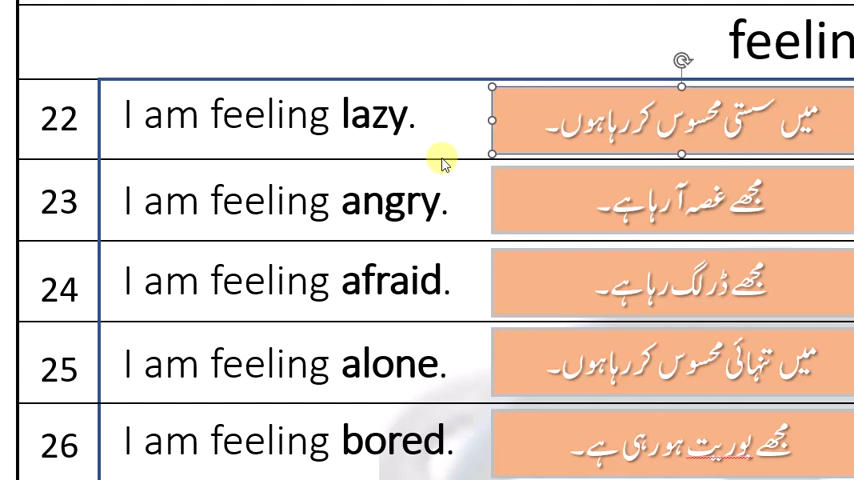 feelin
22 I am feeling lazy. میں سستی محسوس کر رہا ہوں۔
23 I am feeling angry. مجھے غصہ آ رہا ہے۔
24 I am feeling afraid. مجھے ڈر لگ رہا ہے۔
25 I am feeling alone. میں تنہائی محسوس کر رہا ہوں۔
26 I am feeling bored. مجھے بوریت ہو رہی ہے۔